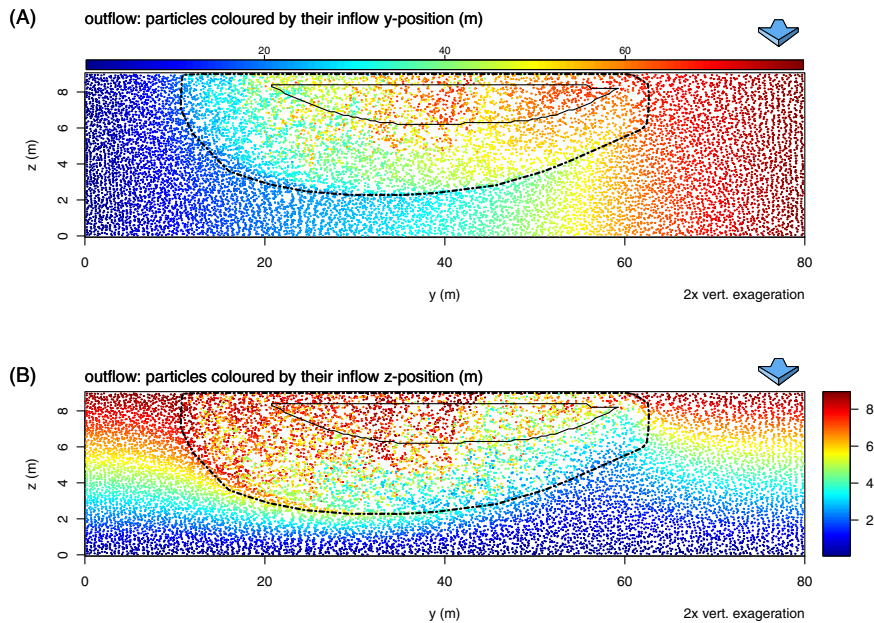 (A)
outflow: particles coloured by their inflow y-position (m)
20 40 60
8
6
4
2
0
z (m)
0 20 40 60 80
y (m)
2x vert. exageration
(B)
outflow: particles coloured by their inflow z-position (m)
8
6
4
2
0
z (m)
8
6
4
2
0 20 40 60 80
y (m)
2x vert. exageration